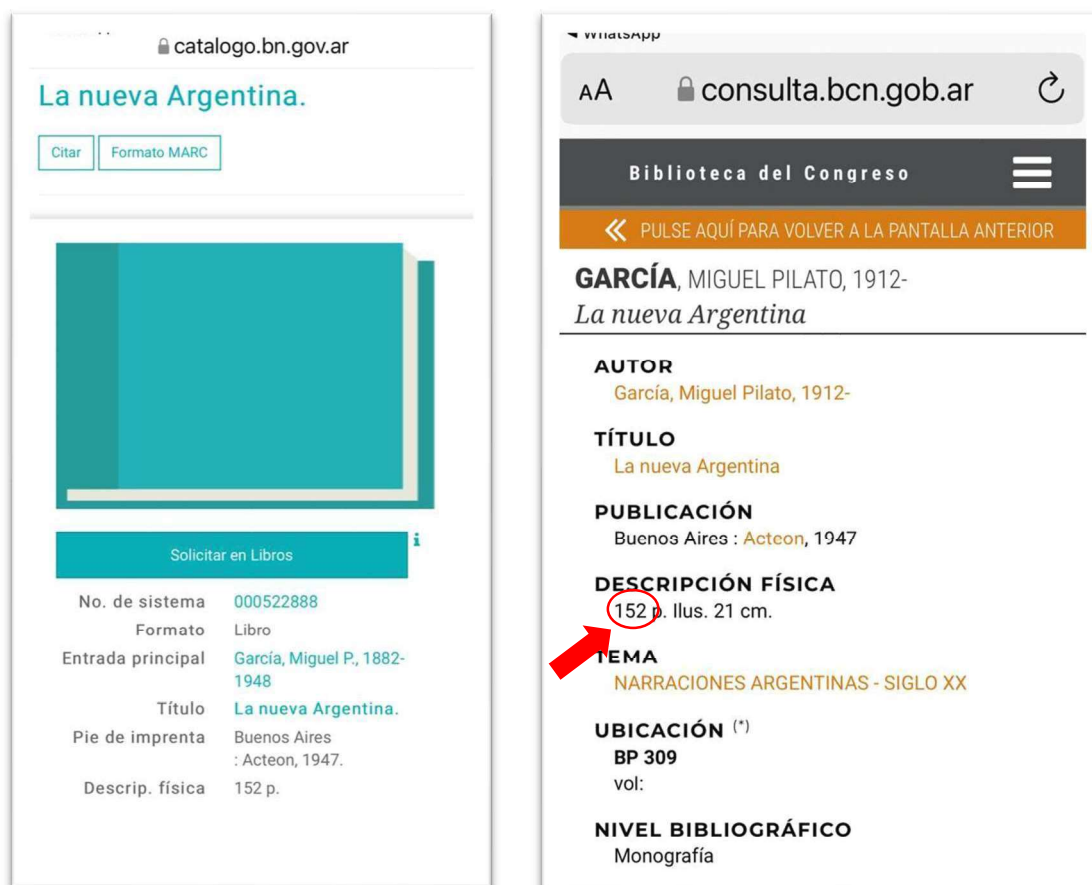 catalogo.bn.gov.ar
La nueva Argentina.
Citar
Formato MARC
Solicitar en Libros
i
No. de sistema 000522888
Formato Libro
Entrada principal García, Miguel P., 1882-
1948
Título La nueva Argentina.
Pie de imprenta Buenos Aires
: Acteon, 1947.
Descrip. física 152 p.
WhatsApp
AA consulta.bcn.gob.ar
Biblioteca del Congreso
PULSE AQUÍ PARA VOLVER A LA PANTALLA ANTERIOR
GARCÍA, MIGUEL PILATO, 1912-
La nueva Argentina
AUTOR
García, Miguel Pilato, 1912-
TÍTULO
La nueva Argentina
PUBLICACIÓN
Buenos Aires : Acteon, 1947
DESCRIPCIÓN FÍSICA
152 p. Ilus. 21 cm.
TEMA
NARRACIONES ARGENTINAS - SIGLO XX
UBICACIÓN (*)
BP 309
vol:
NIVEL BIBLIOGRÁFICO
Monografía